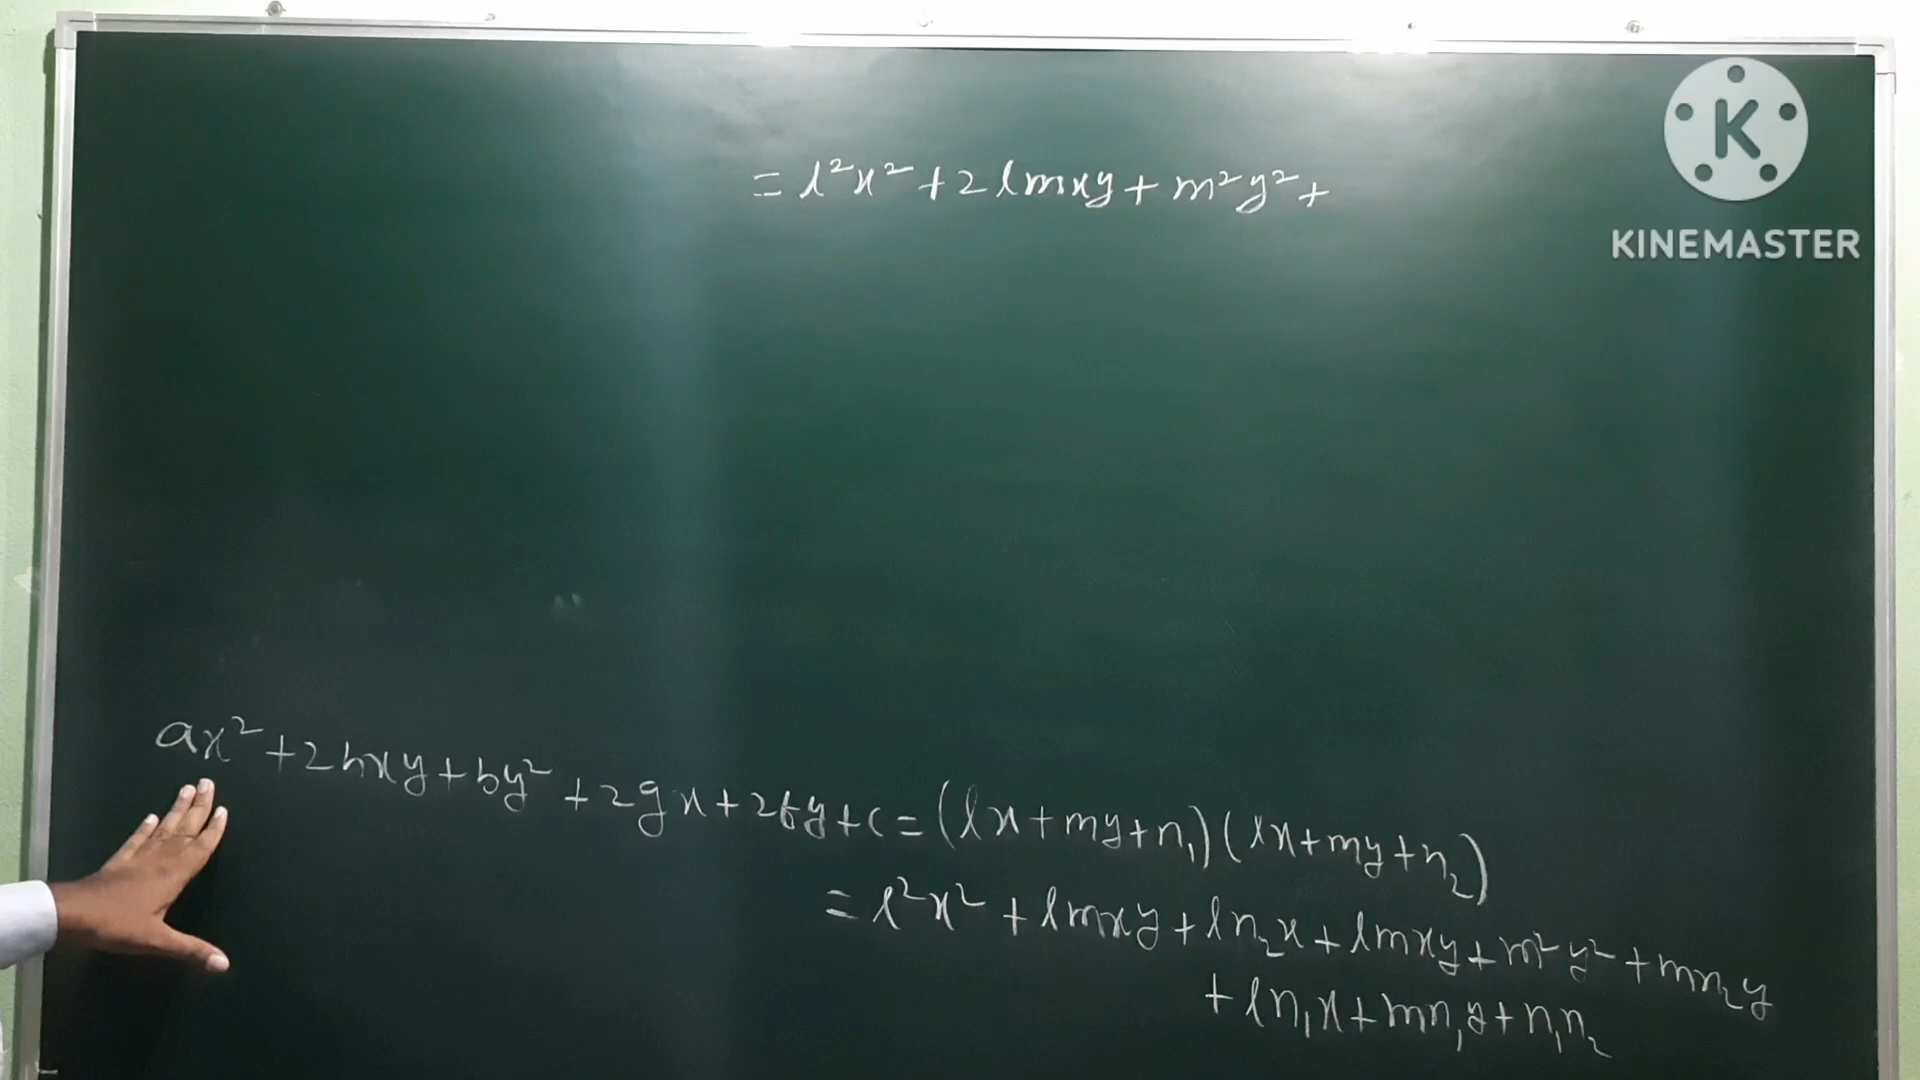 = l²x² + 2lmxy + m²y² +
K
KINEMASTER
ax² + 2hxy + by² + 2gx + 2fy + c = (lx + my + n₁)(lx + my + n₂)
= l²x² + lmxy + ln₂x + lmxy + m²y² + mn₂y
+ ln₁x + mn₁y + n₁n₂